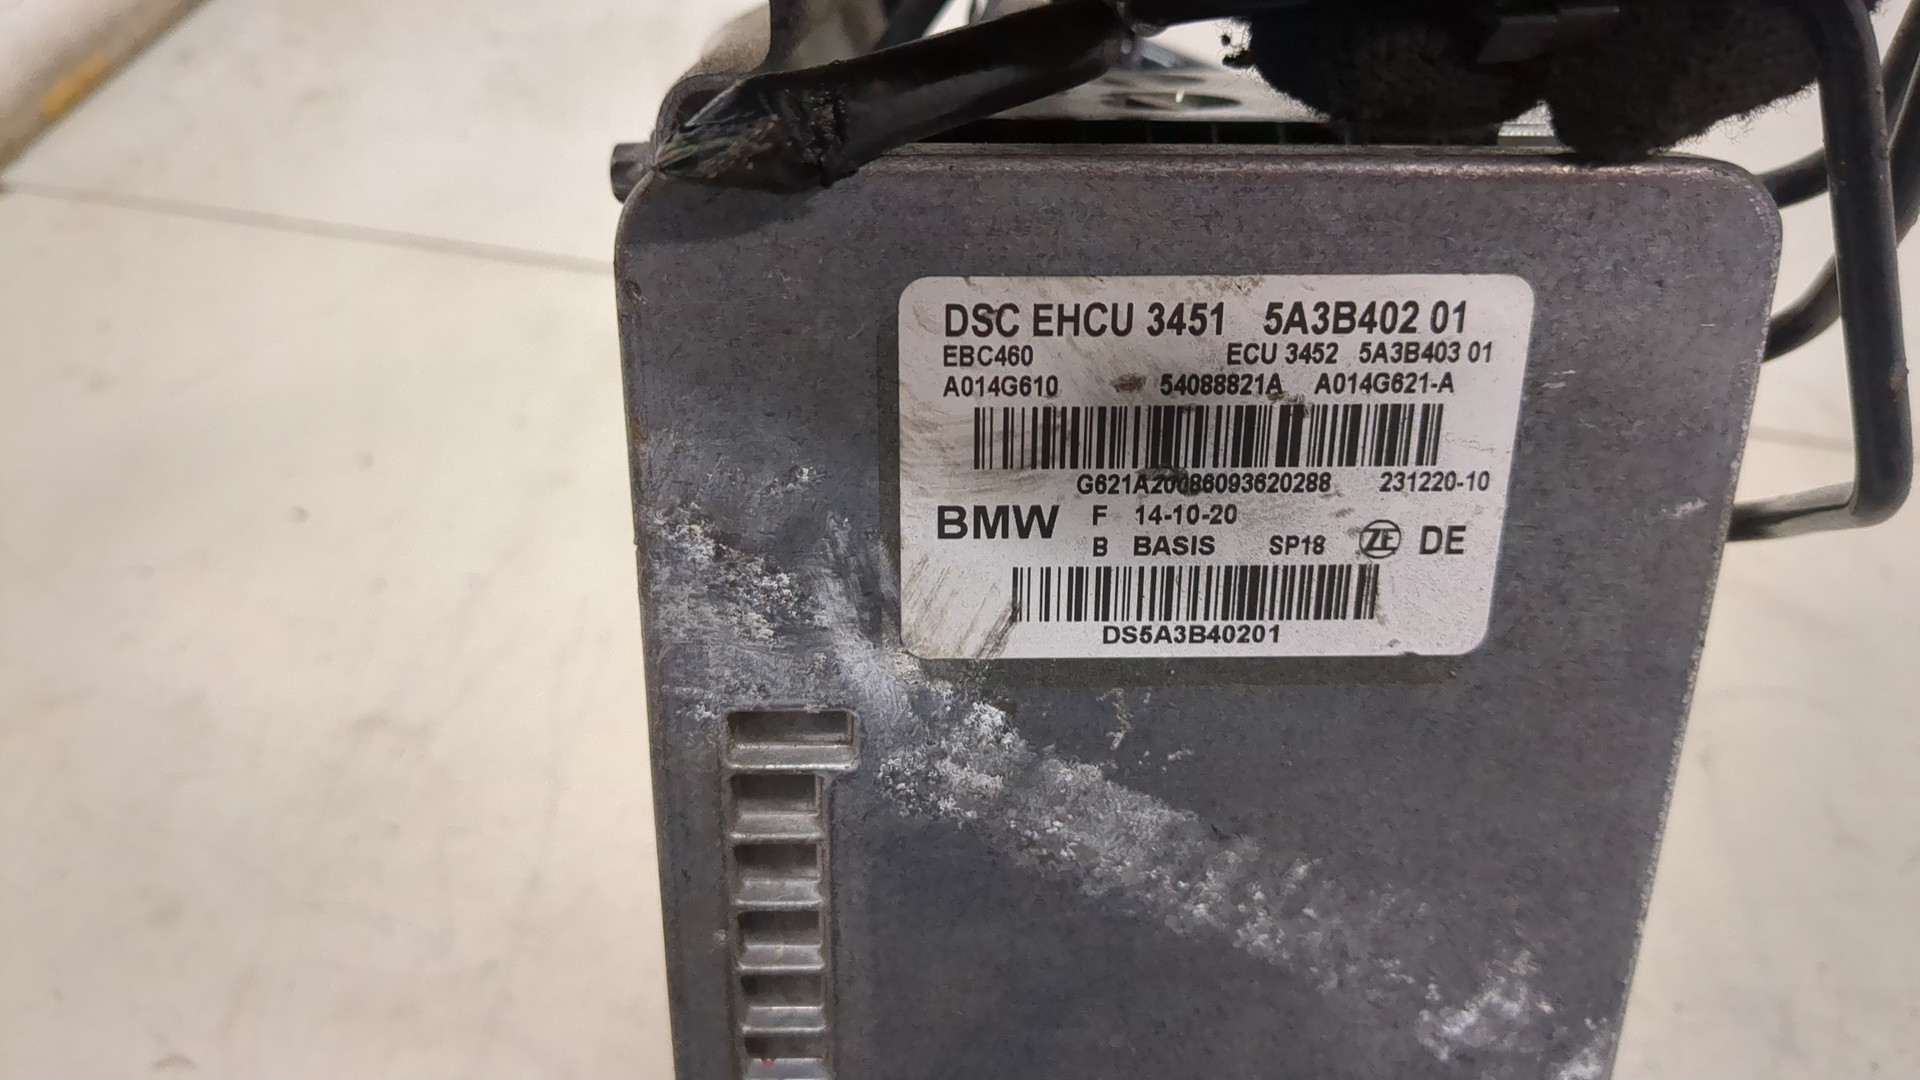 DSC EHCU 3451 5A3B402 01
EBC460 ECU 3452 5A3B403 01
A014G610 54088821A A014G621-A
G621A20086093620288 231220-10
BMW F 14-10-20
B BASIS SP18 ZF DE
DS5A3B40201